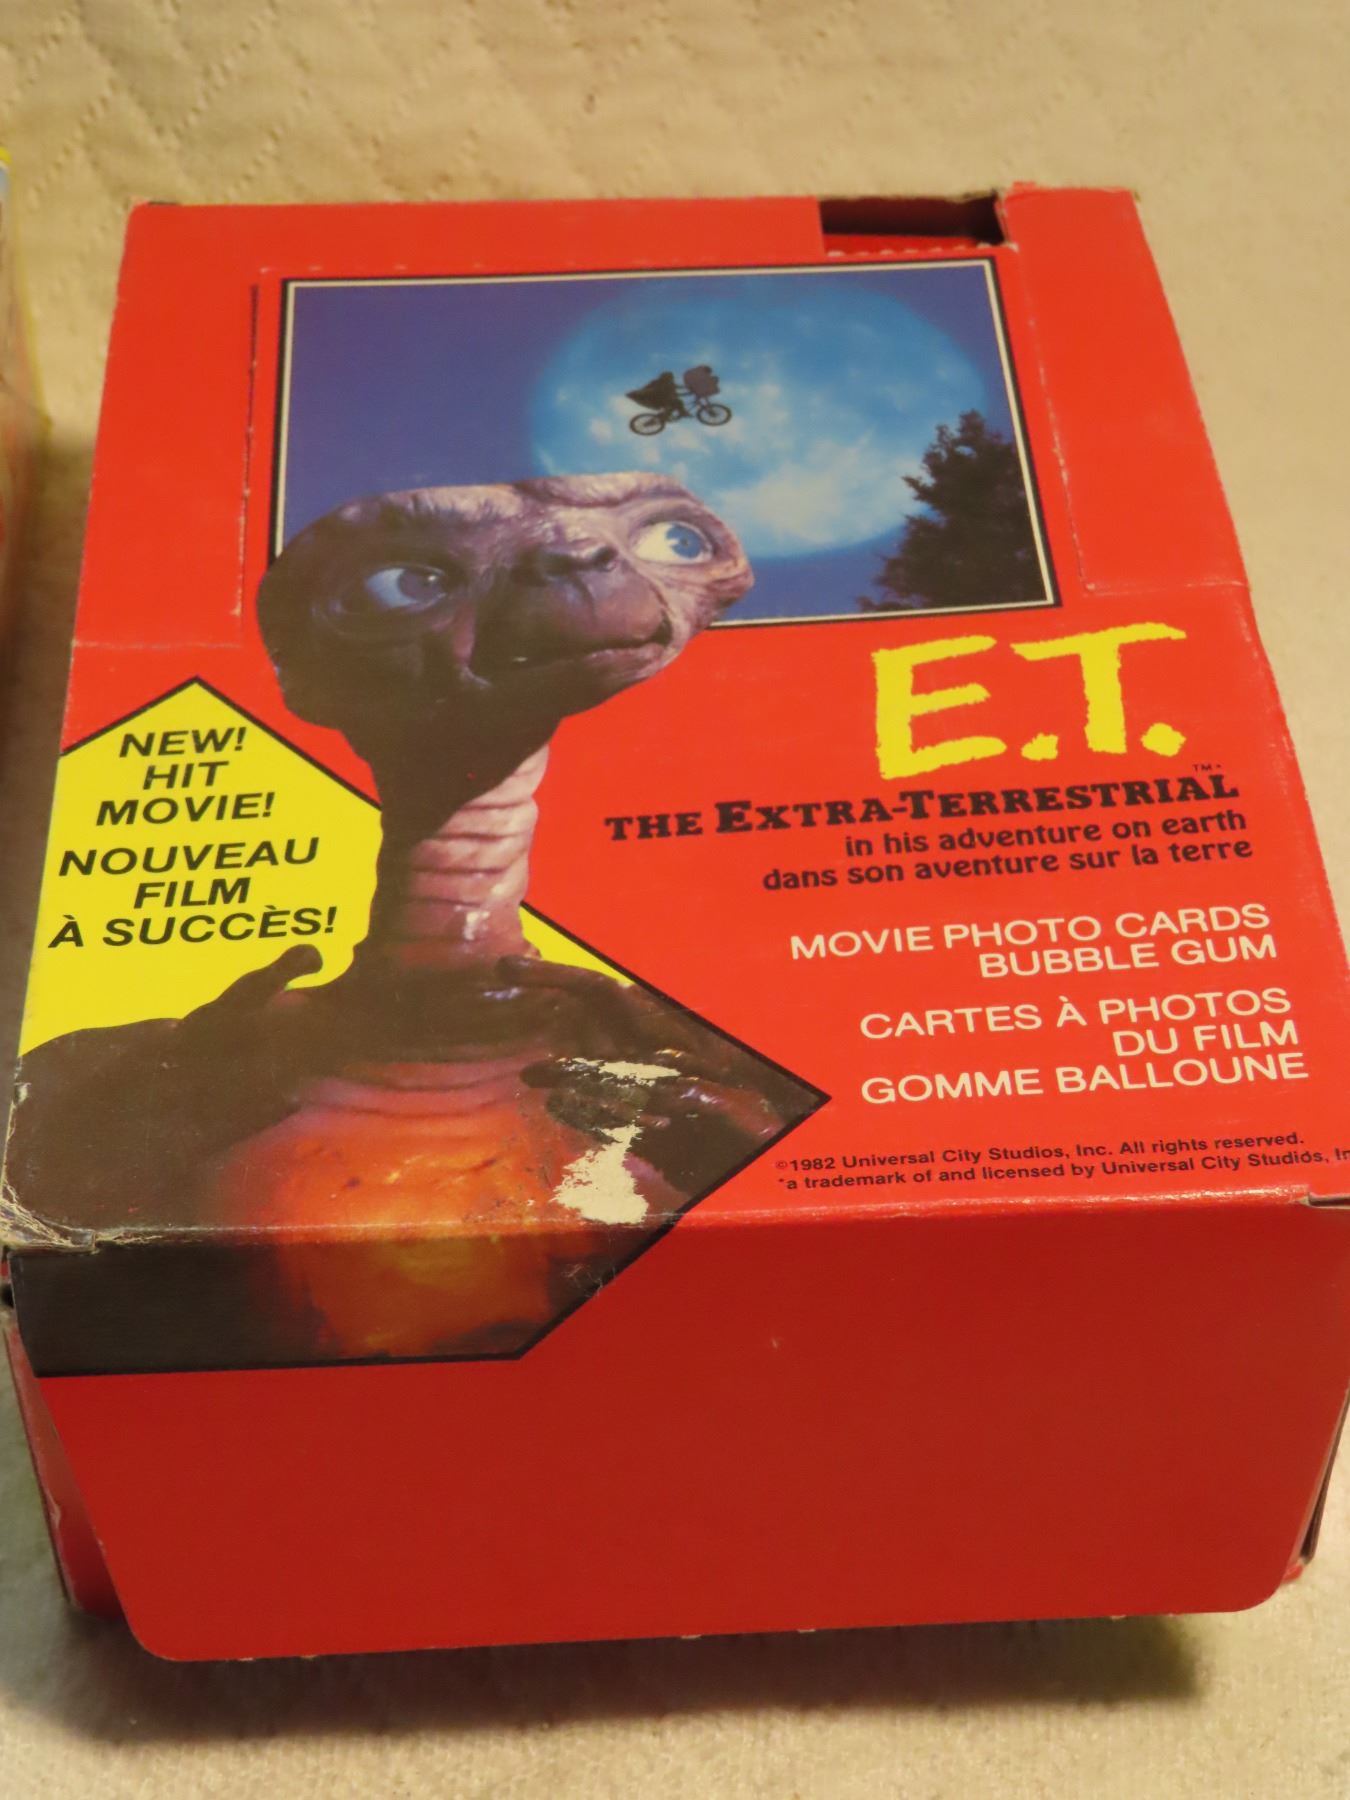 NEW!
HIT
MOVIE!
NOUVEAU
FILM
À SUCCÈS!
E.T.
THE EXTRA-TERRESTRIAL ™*
in his adventure on earth
dans son aventure sur la terre
MOVIE PHOTO CARDS
BUBBLE GUM
CARTES À PHOTOS
DU FILM
GOMME BALLOUNE
©1982 Universal City Studios, Inc. All rights reserved.
*a trademark of and licensed by Universal City Studios, In